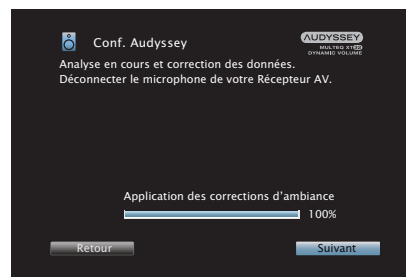 Conf. Audyssey
AUDYSSEY
MULTEQ XT32
DYNAMIC VOLUME
Analyse en cours et correction des données.
Déconnecter le microphone de votre Récepteur AV.
Application des corrections d’ambiance
100%
Retour
Suivant